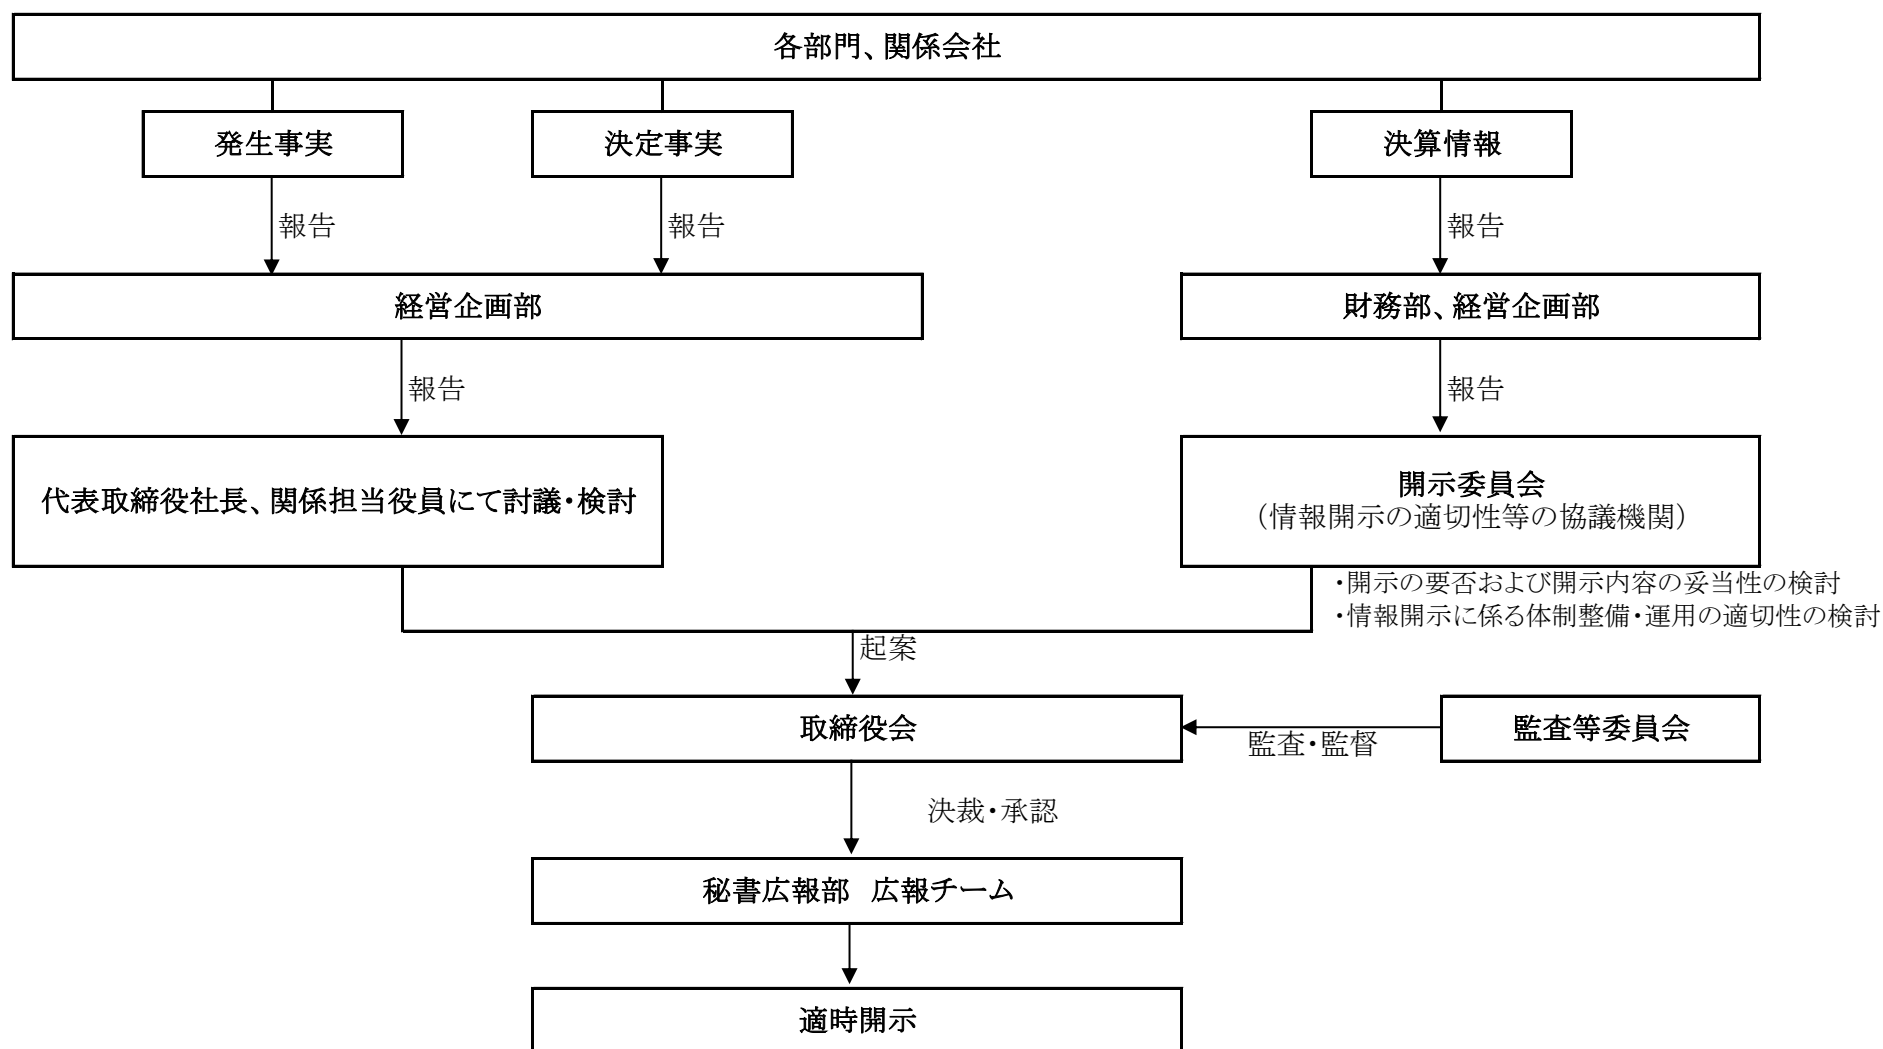 各部門、関係会社
発生事実
決定事実
決算情報
報告
報告
報告
経営企画部
財務部、経営企画部
報告
報告
代表取締役社長、関係担当役員にて討議・検討
開示委員会
（情報開示の適切性等の協議機関）
・開示の要否および開示内容の妥当性の検討
・情報開示に係る体制整備・運用の適切性の検討
起案
取締役会
監査・監督
監査等委員会
決裁・承認
秘書広報部　広報チーム
適時開示